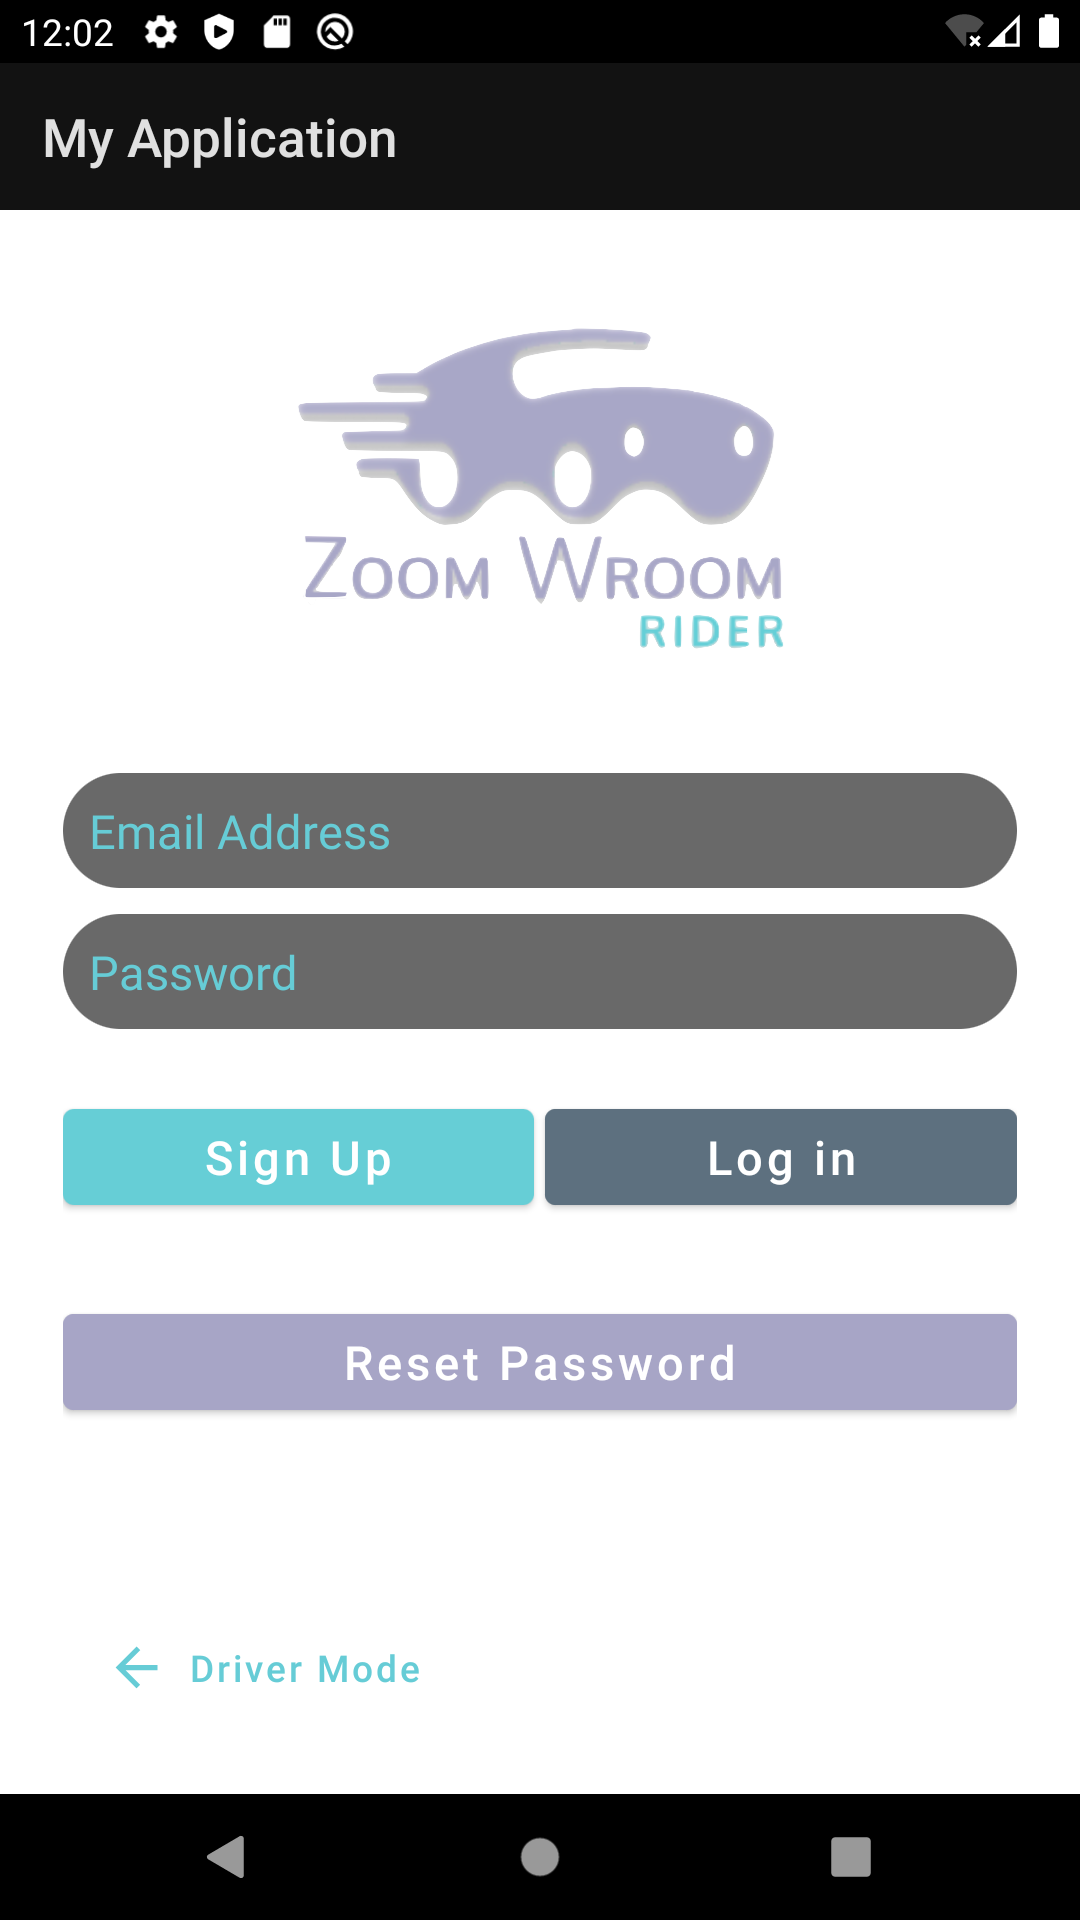 12:02
My Application
Zoom Wroom
RIDER
Email Address
Password
Sign Up
Log in
Reset Password
Driver Mode